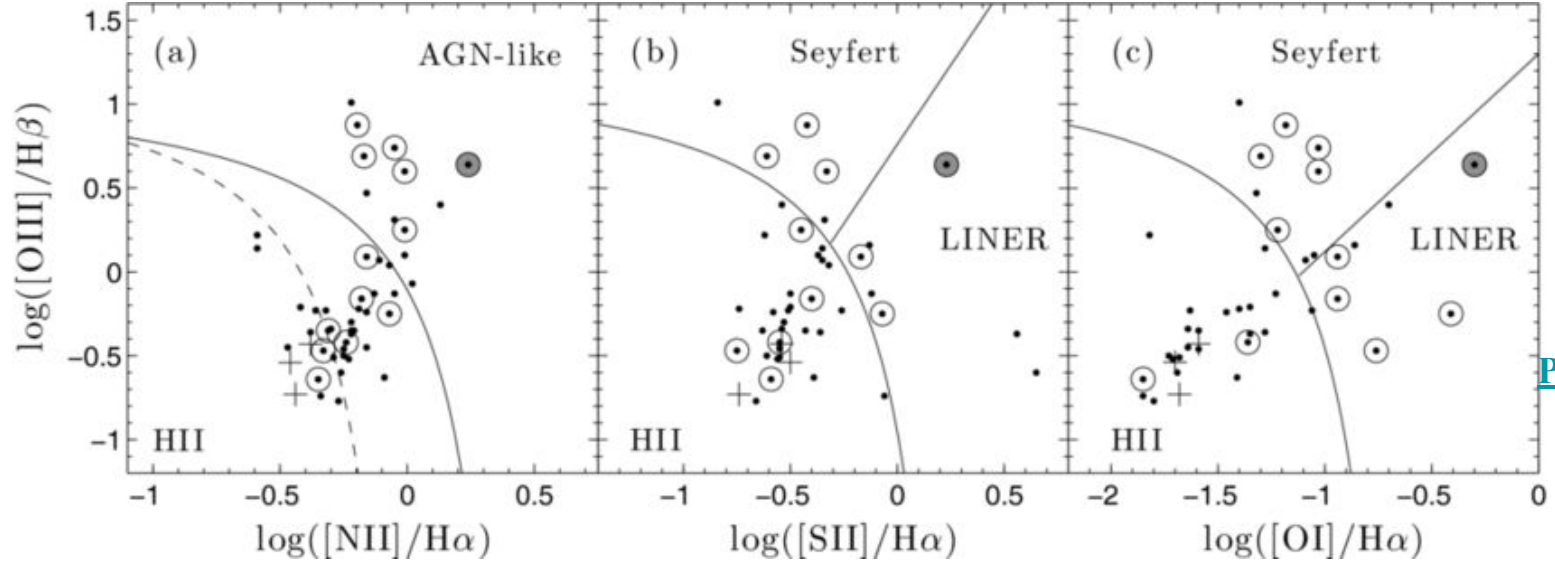 (a)
AGN-like
HII
(b)
Seyfert
LINER
HII
(c)
Seyfert
LINER
HII
1.5
1
0.5
0
−0.5
−1
log([OIII]/Hβ)
−1 −0.5 0 0.5
−1 −0.5 0 0.5
−2 −1.5 −1 −0.5 0
log([NII]/Hα)
log([SII]/Hα)
log([OI]/Hα)
P